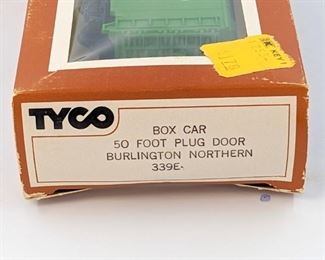 TYCO
BOX CAR
50 FOOT PLUG DOOR
BURLINGTON NORTHERN
339E-